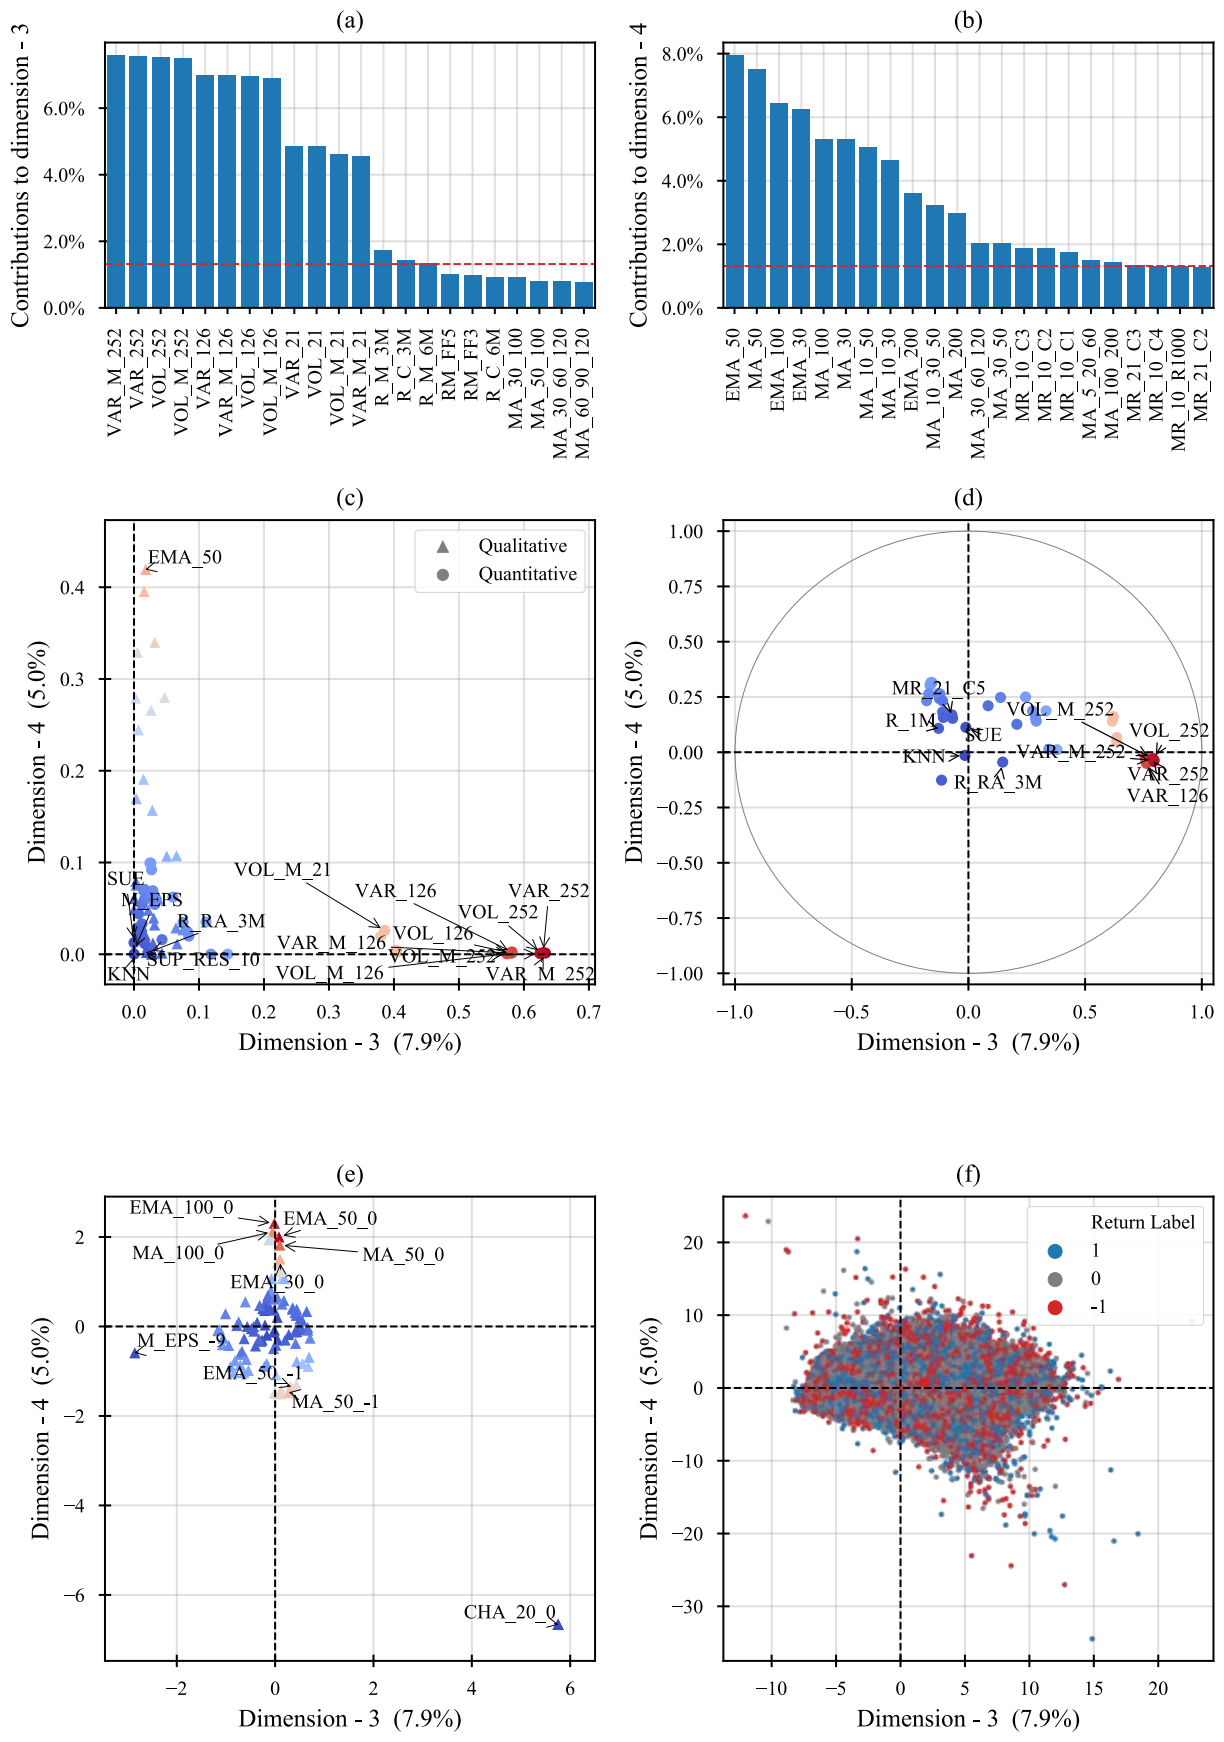 (a)
Contributions to dimension - 3
6.0%
4.0%
2.0%
0.0%
VAR_M_252
VAR_252
VOL_252
VOL_M_252
VAR_126
VAR_M_126
VOL_126
VOL_M_126
VAR_21
VOL_21
VOL_M_21
VAR_M_21
R_M_3M
R_C_3M
R_M_6M
RM_FF5
RM_FF3
R_C_6M
MA_30_100
MA_50_100
MA_30_60_120
MA_60_90_120
(b)
Contributions to dimension - 4
8.0%
6.0%
4.0%
2.0%
0.0%
EMA_50
MA_50
EMA_100
EMA_30
MA_100
MA_30
MA_10_50
MA_10_30
EMA_200
MA_10_30_50
MA_200
MA_30_60_120
MR_10_C3
MR_10_C2
MR_10_C1
MA_5_20_60
MA_100_200
MR_21_C3
MR_10_C4
MR_10_R1000
MR_21_C2
(c)
Dimension - 4 (5.0%)
0.4
0.3
0.2
0.1
0.0
EMA_50
Qualitative
Quantitative
SUE
M_EPS
R_RA_3M
SUP_RES_10
KNN
VOL_M_21
VAR_126
VAR_252
VOL_252
VOL_126
VAR_M_126
VOL_M_252
VOL_M_126
VAR_M_252
0.0 0.1 0.2 0.3 0.4 0.5 0.6 0.7
Dimension - 3 (7.9%)
(d)
Dimension - 4 (5.0%)
1.00
0.75
0.50
0.25
0.00
−0.25
−0.50
−0.75
−1.00
MR_21_C5
R_1M
SUE
KNN
R_RA_3M
VOL_M_252
VOL_252
VAR_M_252
VAR_252
VAR_126
−1.0 −0.5 0.0 0.5 1.0
Dimension - 3 (7.9%)
(e)
Dimension - 4 (5.0%)
2
0
−2
−4
−6
EMA_100_0
EMA_50_0
MA_100_0
MA_50_0
EMA_30_0
M_EPS_-9
EMA_50_-1
MA_50_-1
CHA_20_0
−2 0 2 4 6
Dimension - 3 (7.9%)
(f)
Dimension - 4 (5.0%)
20
10
0
−10
−20
−30
Return Label
1
0
-1
−10 −5 0 5 10 15 20
Dimension - 3 (7.9%)